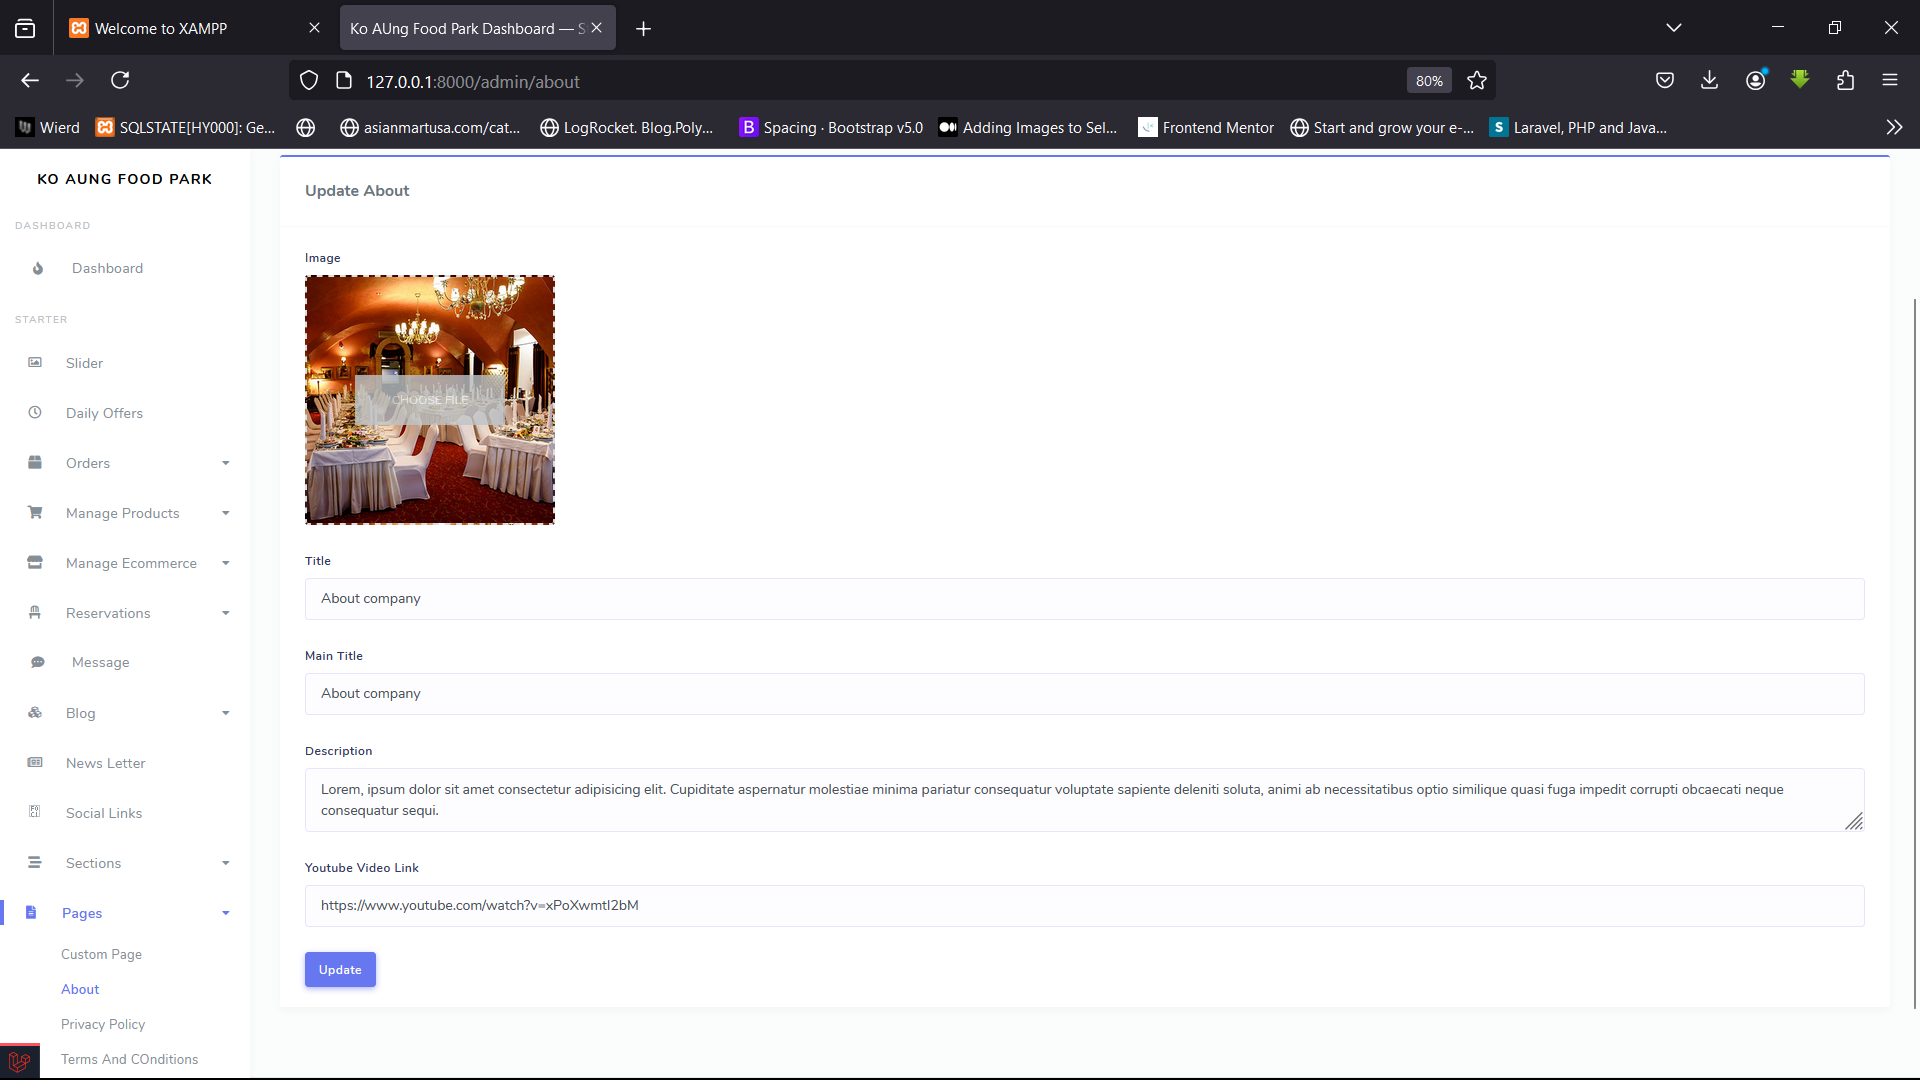 Welcome to XAMPP
Ko AUng Food Park Dashboard — S
127.0.0.1:8000/admin/about
80%
Wierd
SQLSTATE[HY000]: Ge...
asianmartusa.com/cat...
LogRocket. Blog.Poly...
B Spacing · Bootstrap v5.0
Adding Images to Sel...
Frontend Mentor
Start and grow your e-...
S Laravel, PHP and Java...
KO AUNG FOOD PARK
DASHBOARD
Dashboard
STARTER
Slider
Daily Offers
Orders
Manage Products
Manage Ecommerce
Reservations
Message
Blog
News Letter
Social Links
Sections
Pages
Custom Page
About
Privacy Policy
Terms And COnditions
Update About
Image
CHOOSE FILE
Title
About company
Main Title
About company
Description
Lorem, ipsum dolor sit amet consectetur adipisicing elit. Cupiditate aspernatur molestiae minima pariatur consequatur voluptate sapiente deleniti soluta, animi ab necessitatibus optio similique quasi fuga impedit corrupti obcaecati neque
consequatur sequi.
Youtube Video Link
https://www.youtube.com/watch?v=xPoXwmtI2bM
Update